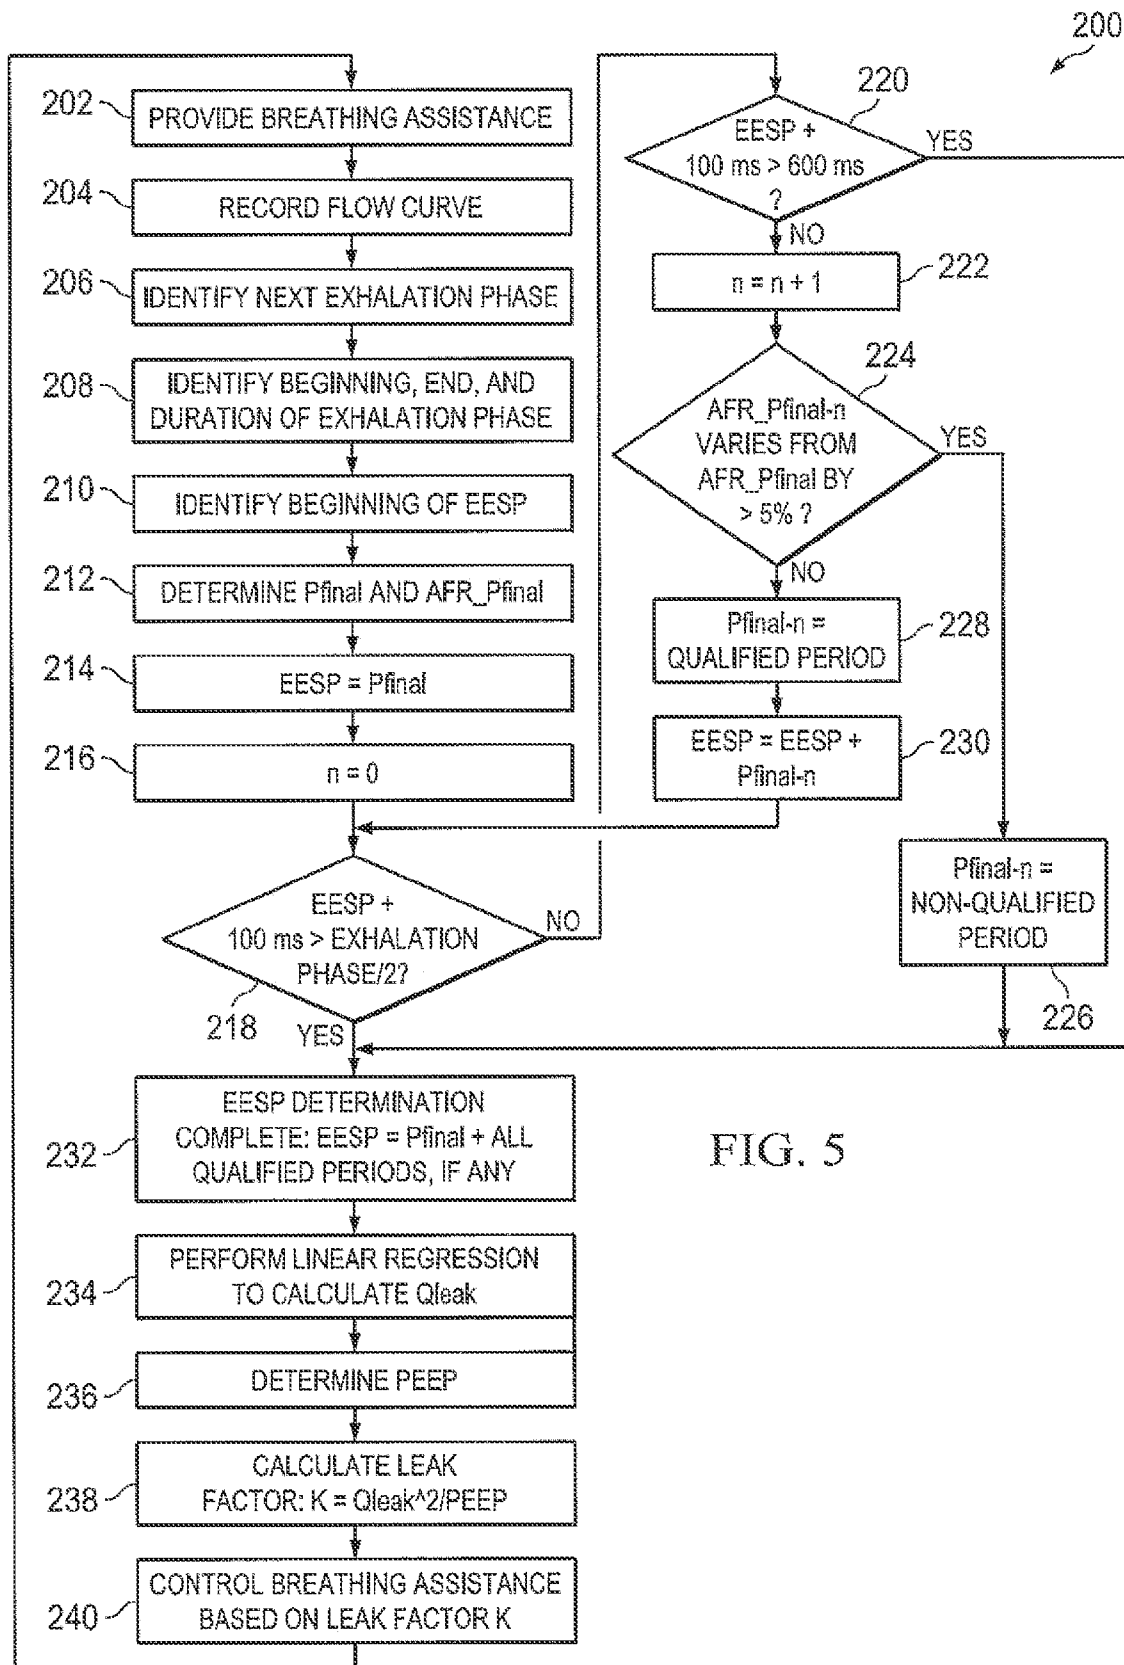 200
202
PROVIDE BREATHING ASSISTANCE
204
RECORD FLOW CURVE
206
IDENTIFY NEXT EXHALATION PHASE
208
IDENTIFY BEGINNING, END, AND
DURATION OF EXHALATION PHASE
210
IDENTIFY BEGINNING OF EESP
212
DETERMINE Pfinal AND AFR_Pfinal
214
EESP = Pfinal
216
n = 0
EESP +
100 ms > EXHALATION
PHASE/2?
218
NO
YES
220
EESP +
100 ms > 600 ms
?
YES
NO
222
n = n + 1
224
AFR_Pfinal-n
VARIES FROM
AFR_Pfinal BY
> 5% ?
YES
NO
228
Pfinal-n =
QUALIFIED PERIOD
230
EESP = EESP +
Pfinal-n
Pfinal-n =
NON-QUALIFIED
PERIOD
226
232
EESP DETERMINATION
COMPLETE: EESP = Pfinal + ALL
QUALIFIED PERIODS, IF ANY
234
PERFORM LINEAR REGRESSION
TO CALCULATE Qleak
236
DETERMINE PEEP
238
CALCULATE LEAK
FACTOR: K = Qleak^2/PEEP
240
CONTROL BREATHING ASSISTANCE
BASED ON LEAK FACTOR K
FIG. 5